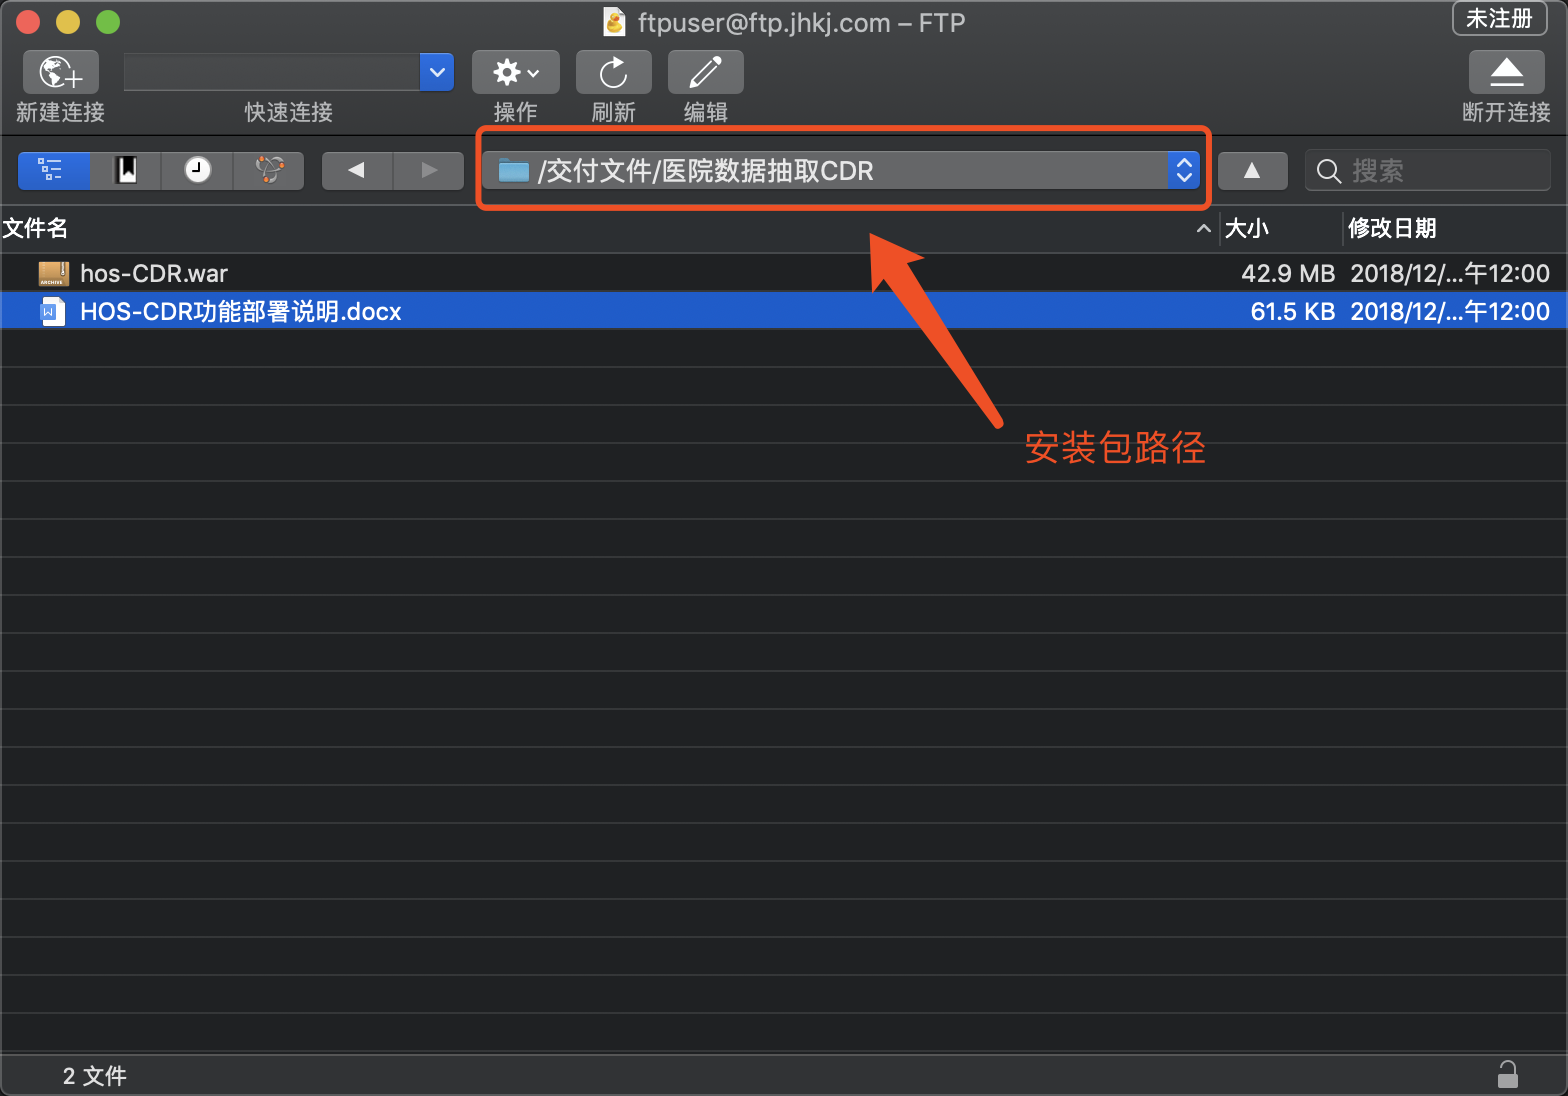 ftpuser@ftp.jhkj.com – FTP
未注册
新建连接
快速连接
操作
刷新
编辑
断开连接
/交付文件/医院数据抽取CDR
搜索
文件名
大小
修改日期
ARCHIVE
hos-CDR.war
42.9 MB
2018/12/...午12:00
W
HOS-CDR功能部署说明.docx
61.5 KB
2018/12/...午12:00
安装包路径
2 文件